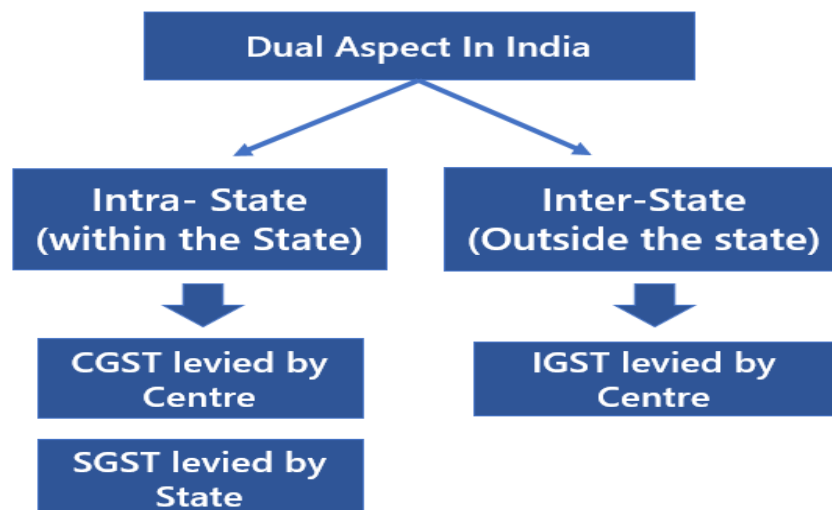 Dual Aspect In India
Intra- State
(within the State)
Inter-State
(Outside the state)
CGST levied by
Centre
IGST levied by
Centre
SGST levied by
State